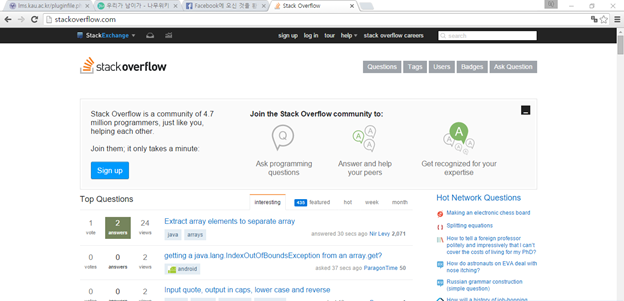 lms.kau.ac.kr/pluginfile.p
우리가 남이가 - 나무위키
Facebook에 오신 것을 환
Stack Overflow
stackoverflow.com
StackExchange
sign up log in tour help stack overflow careers
search
stackoverflow
Questions Tags Users Badges Ask Question
Stack Overflow is a community of 4.7
million programmers, just like you,
helping each other.
Join them; it only takes a minute:
Sign up
Join the Stack Overflow community to:
Q
A
A
A
A
Ask programming
questions
Answer and help
your peers
Get recognized for your
expertise
Top Questions
interesting 425 featured hot week month
1 2 24
vote answers views
Extract array elements to separate array
java arrays
answered 30 secs ago Nir Levy 2,071
0 0 2
votes answers views
getting a java.lang.IndexOutOfBoundsException from an array get?
android
asked 37 secs ago ParagonTime 50
0 0 2
Input quote, output in caps, lower case and reverse
Hot Network Questions
Making an electronic chess board
Splitting equations
How to tell a foreign professor
politely and impressively that I can't
cover the costs of living for my PhD?
How do astronauts on EVA deal with
nose itching?
Russian grammar construction
(simple question)